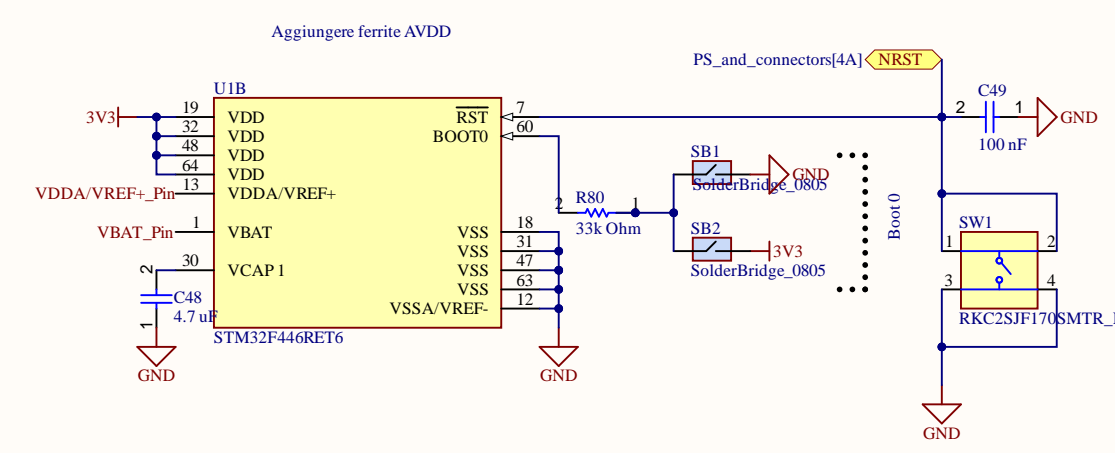 Aggiungere ferrite AVDD
PS_and_connectors[4A] NRST
U1B
3V3
19 VDD
32 VDD
48 VDD
64 VDD
VDDA/VREF+_Pin 13 VDDA/VREF+
VBAT_Pin 1 VBAT
30 VCAP 1
RST 7
BOOT0 60
VSS 18
VSS 31
VSS 47
VSS 63
VSSA/VREF- 12
STM32F446RET6
2
C48
4.7 uF
1
GND
GND
2 R80 1
33k Ohm
SB1
GND
SolderBridge_0805
SB2
3V3
SolderBridge_0805
Boot 0
C49
2 1
GND
100 nF
SW1
1 2
3 4
RKC2SJF170SMTR_
GND